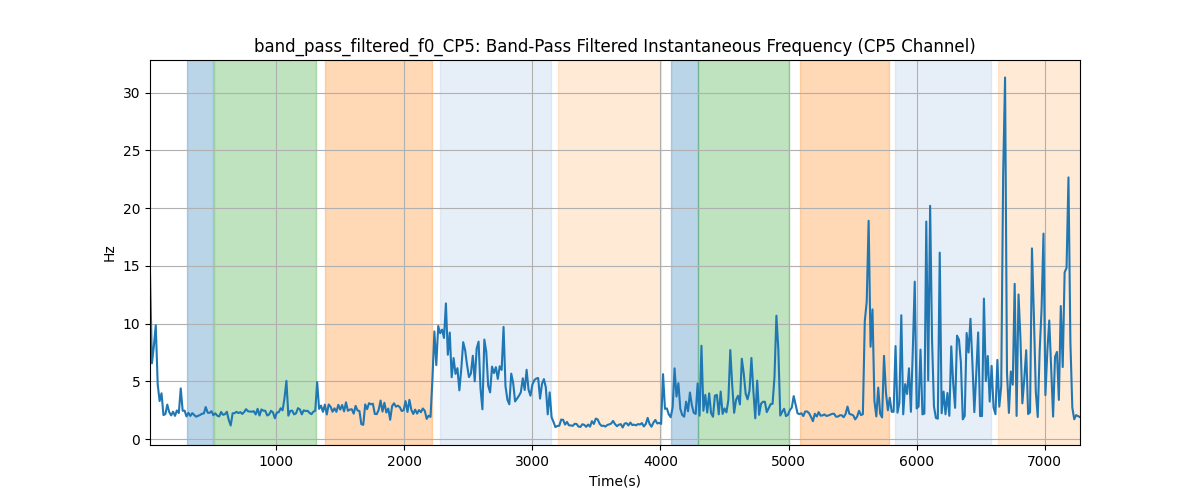 band_pass_filtered_f0_CP5: Band-Pass Filtered Instantaneous Frequency (CP5 Channel)
30
25
20
15
10
5
0
Hz
1000 2000 3000 4000 5000 6000 7000
Time(s)